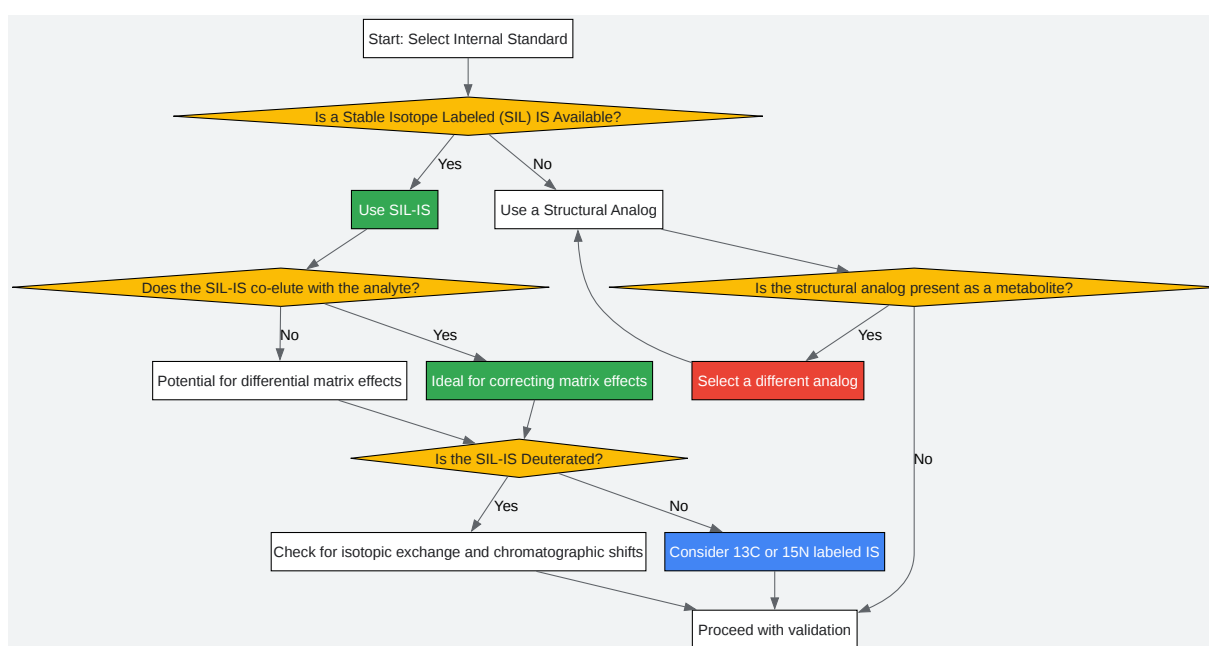 Start: Select Internal Standard
Is a Stable Isotope Labeled (SIL) IS Available?
Yes
No
Use SIL-IS
Use a Structural Analog
Does the SIL-IS co-elute with the analyte?
Is the structural analog present as a metabolite?
No
Yes
Yes
Potential for differential matrix effects
Ideal for correcting matrix effects
Select a different analog
Is the SIL-IS Deuterated?
No
Yes
No
Check for isotopic exchange and chromatographic shifts
Consider 13C or 15N labeled IS
Proceed with validation